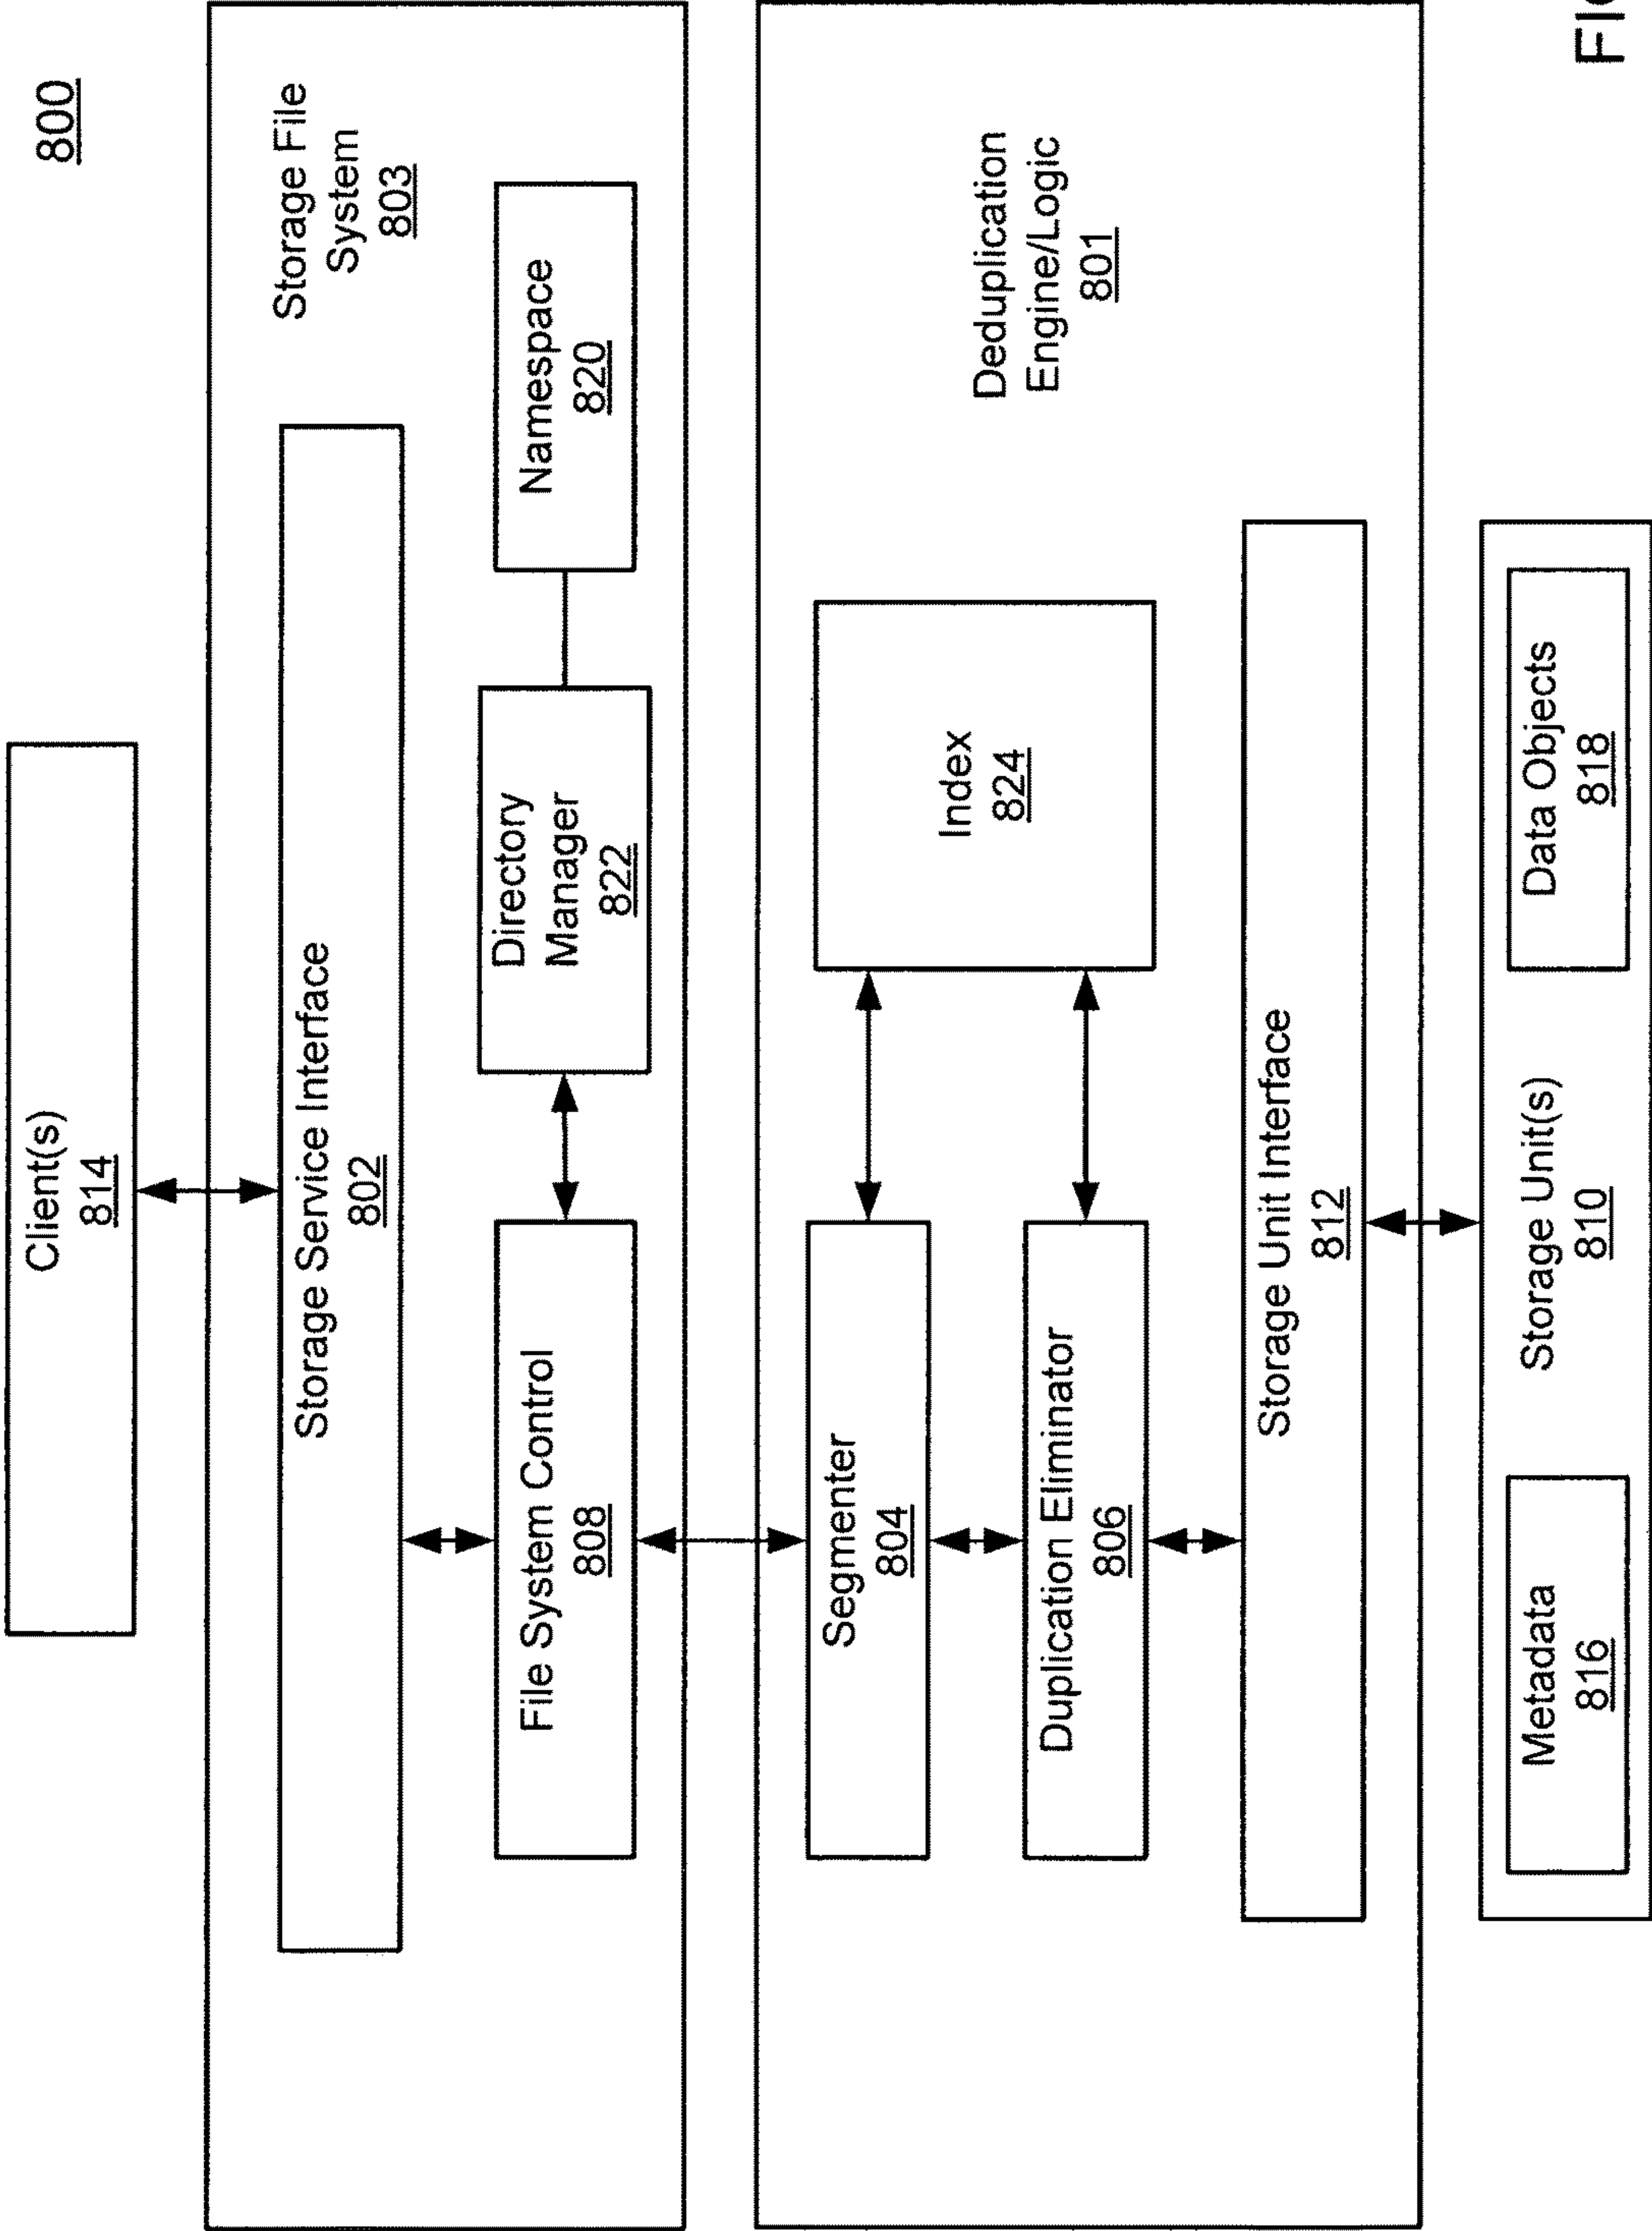 800
Client(s)
814
Storage File
System
803
Storage Service Interface
802
File System Control
808
Directory
Manager
822
Namespace
820
Deduplication
Engine/Logic
801
Segmenter
804
Index
824
Duplication Eliminator
806
Storage Unit Interface
812
Storage Unit(s)
810
Metadata
816
Data Objects
818